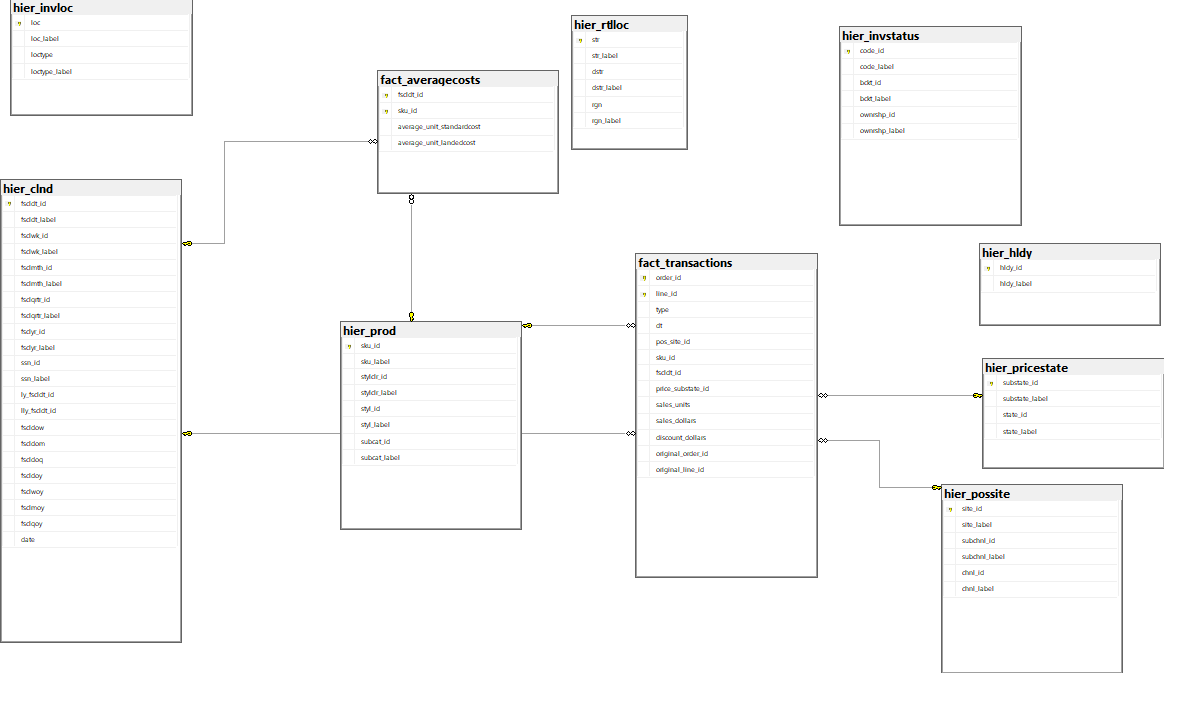 hier_invloc
loc
loc_label
loctype
loctype_label
hier_rtlloc
str
str_label
dstr
dstr_label
rgn
rgn_label
hier_invstatus
code_id
code_label
bckt_id
bckt_label
ownrshp_id
ownrshp_label
fact_averagecosts
fscldt_id
sku_id
average_unit_standardcost
average_unit_landedcost
hier_clnd
fscldt_id
fscldt_label
fsclwk_id
fsclwk_label
fsclmth_id
fsclmth_label
fsclqrtr_id
fsclqrtr_label
fsclyr_id
fsclyr_label
ssn_id
ssn_label
ly_fscldt_id
lly_fscldt_id
fscldow
fscldom
fscldoq
fscldoy
fsclwoy
fsclmoy
fsclqoy
date
hier_prod
sku_id
sku_label
stylclr_id
stylclr_label
styl_id
styl_label
subcat_id
subcat_label
fact_transactions
order_id
line_id
type
dt
pos_site_id
sku_id
fscldt_id
price_substate_id
sales_units
sales_dollars
discount_dollars
original_order_id
original_line_id
hier_hldy
hldy_id
hldy_label
hier_pricestate
substate_id
substate_label
state_id
state_label
hier_possite
site_id
site_label
subchnl_id
subchnl_label
chnl_id
chnl_label